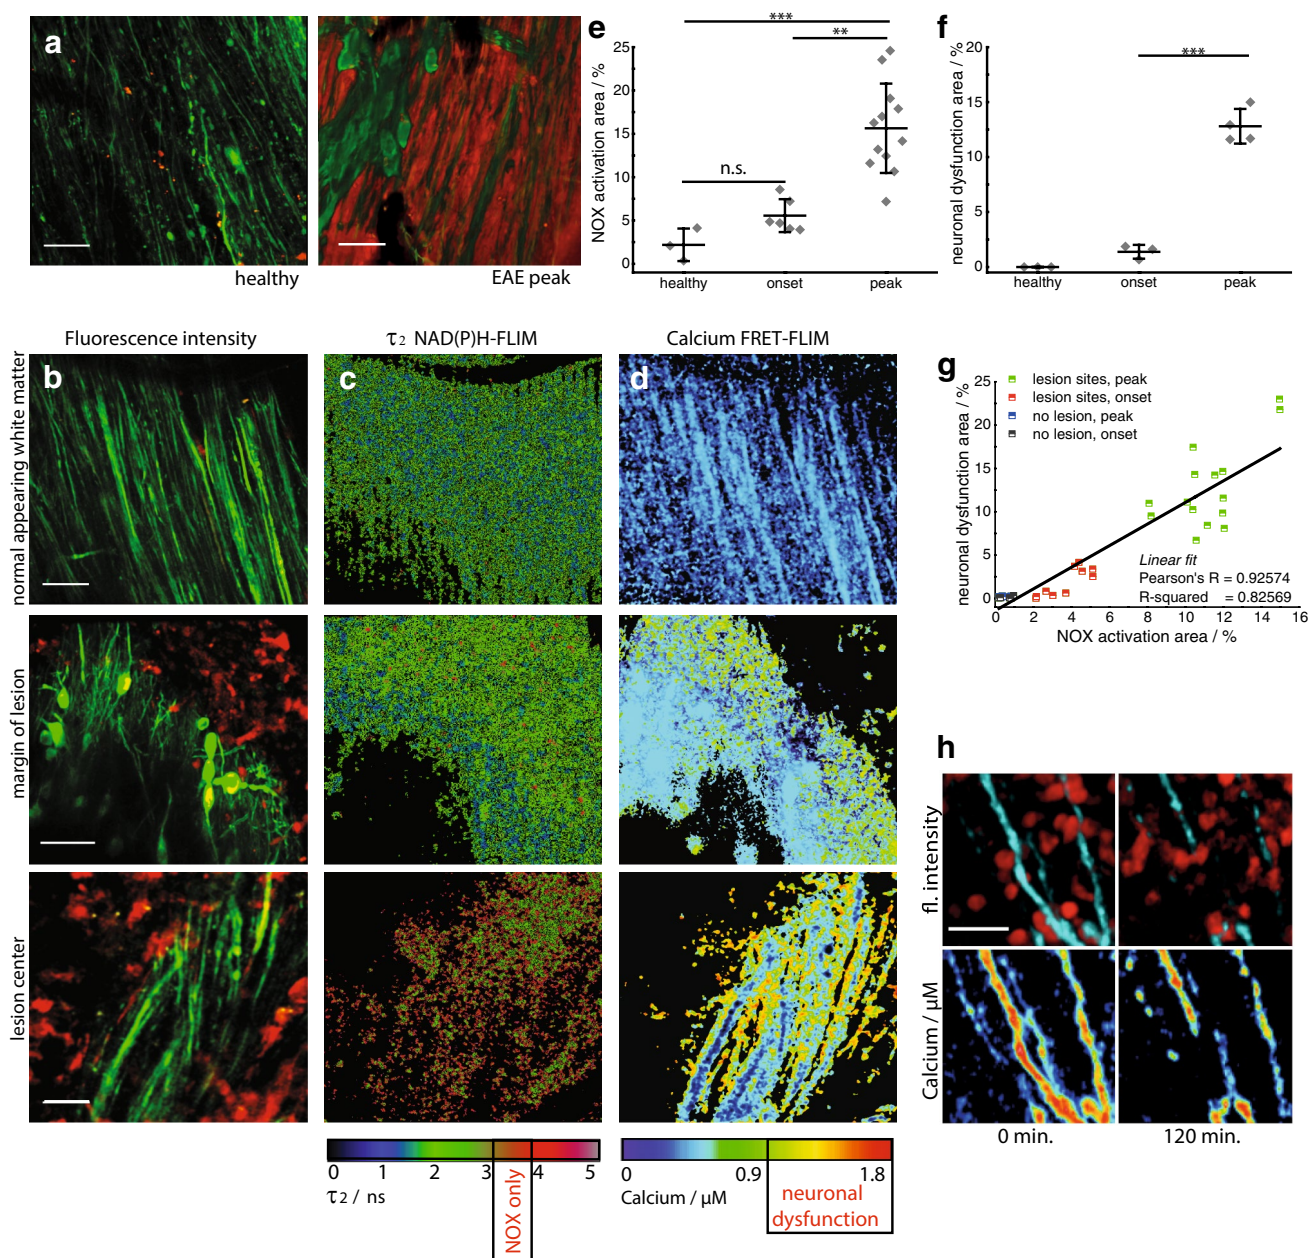 a
healthy
EAE peak
e
NOX activation area / %
25
20
15
10
5
0
***
**
n.s.
healthy onset peak
f
neuronal dysfunction area / %
20
15
10
5
0
***
healthy onset peak
Fluorescence intensity
τ2 NAD(P)H-FLIM
Calcium FRET-FLIM
b
c
d
normal appearing white matter
margin of lesion
lesion center
0 1 2 3 4 5
τ2 / ns
NOX only
0 0.9 1.8
Calcium / µM
neuronal
dysfunction
g
neuronal dysfunction area / %
25
20
15
10
5
0
lesion sites, peak
lesion sites, onset
no lesion, peak
no lesion, onset
Linear fit
Pearson's R = 0.92574
R-squared = 0.82569
0 2 4 6 8 10 12 14 16
NOX activation area / %
h
fl. intensity
Calcium / µM
0 min.
120 min.